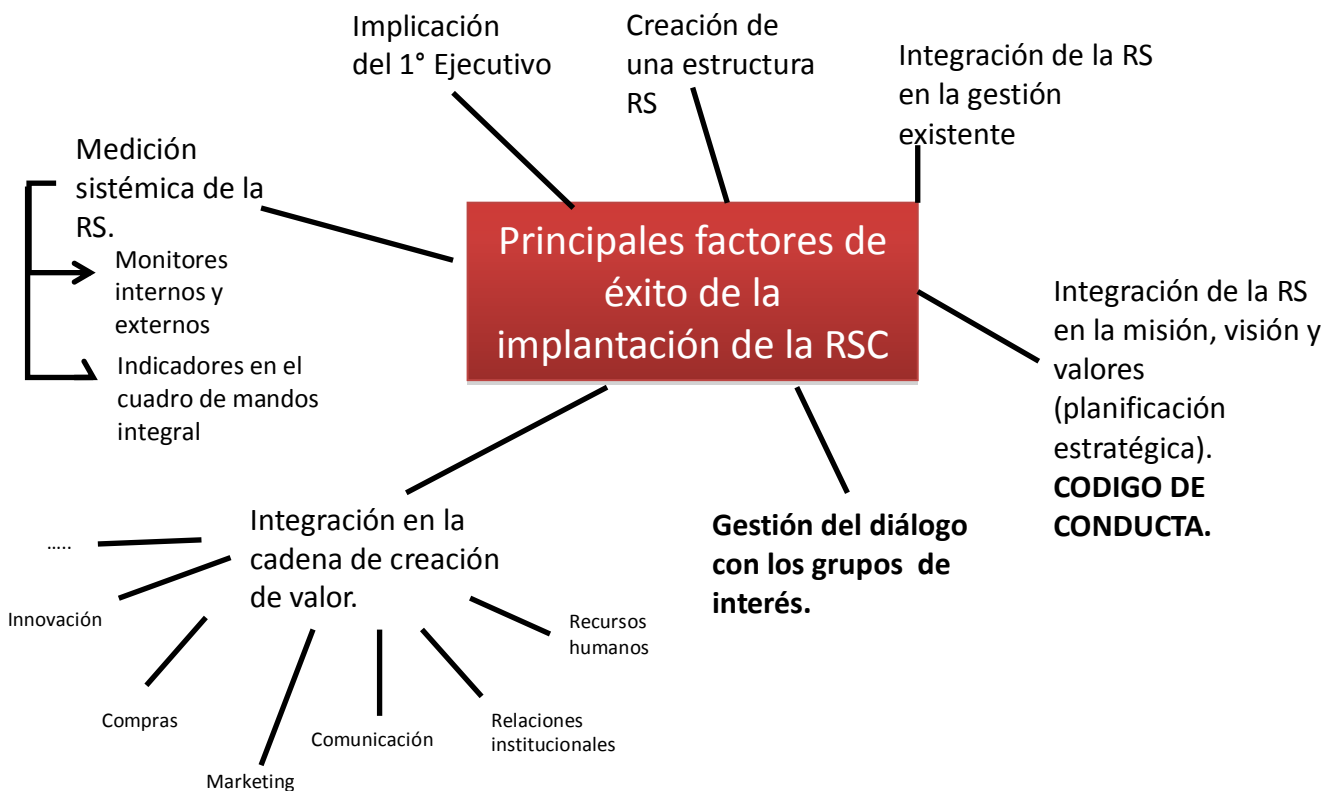 Implicación
del 1° Ejecutivo
Creación de
una estructura
RS
Integración de la RS
en la gestión
existente
Medición
sistémica de la
RS.
Monitores
internos y
externos
Indicadores en el
cuadro de mandos
integral
Principales factores de
éxito de la
implantación de la RSC
Integración de la RS
en la misión, visión y
valores
(planificación
estratégica).
CODIGO DE
CONDUCTA.
Gestión del diálogo
con los grupos de
interés.
Integración en la
cadena de creación
de valor.
.....
Innovación
Compras
Marketing
Comunicación
Relaciones
institucionales
Recursos
humanos